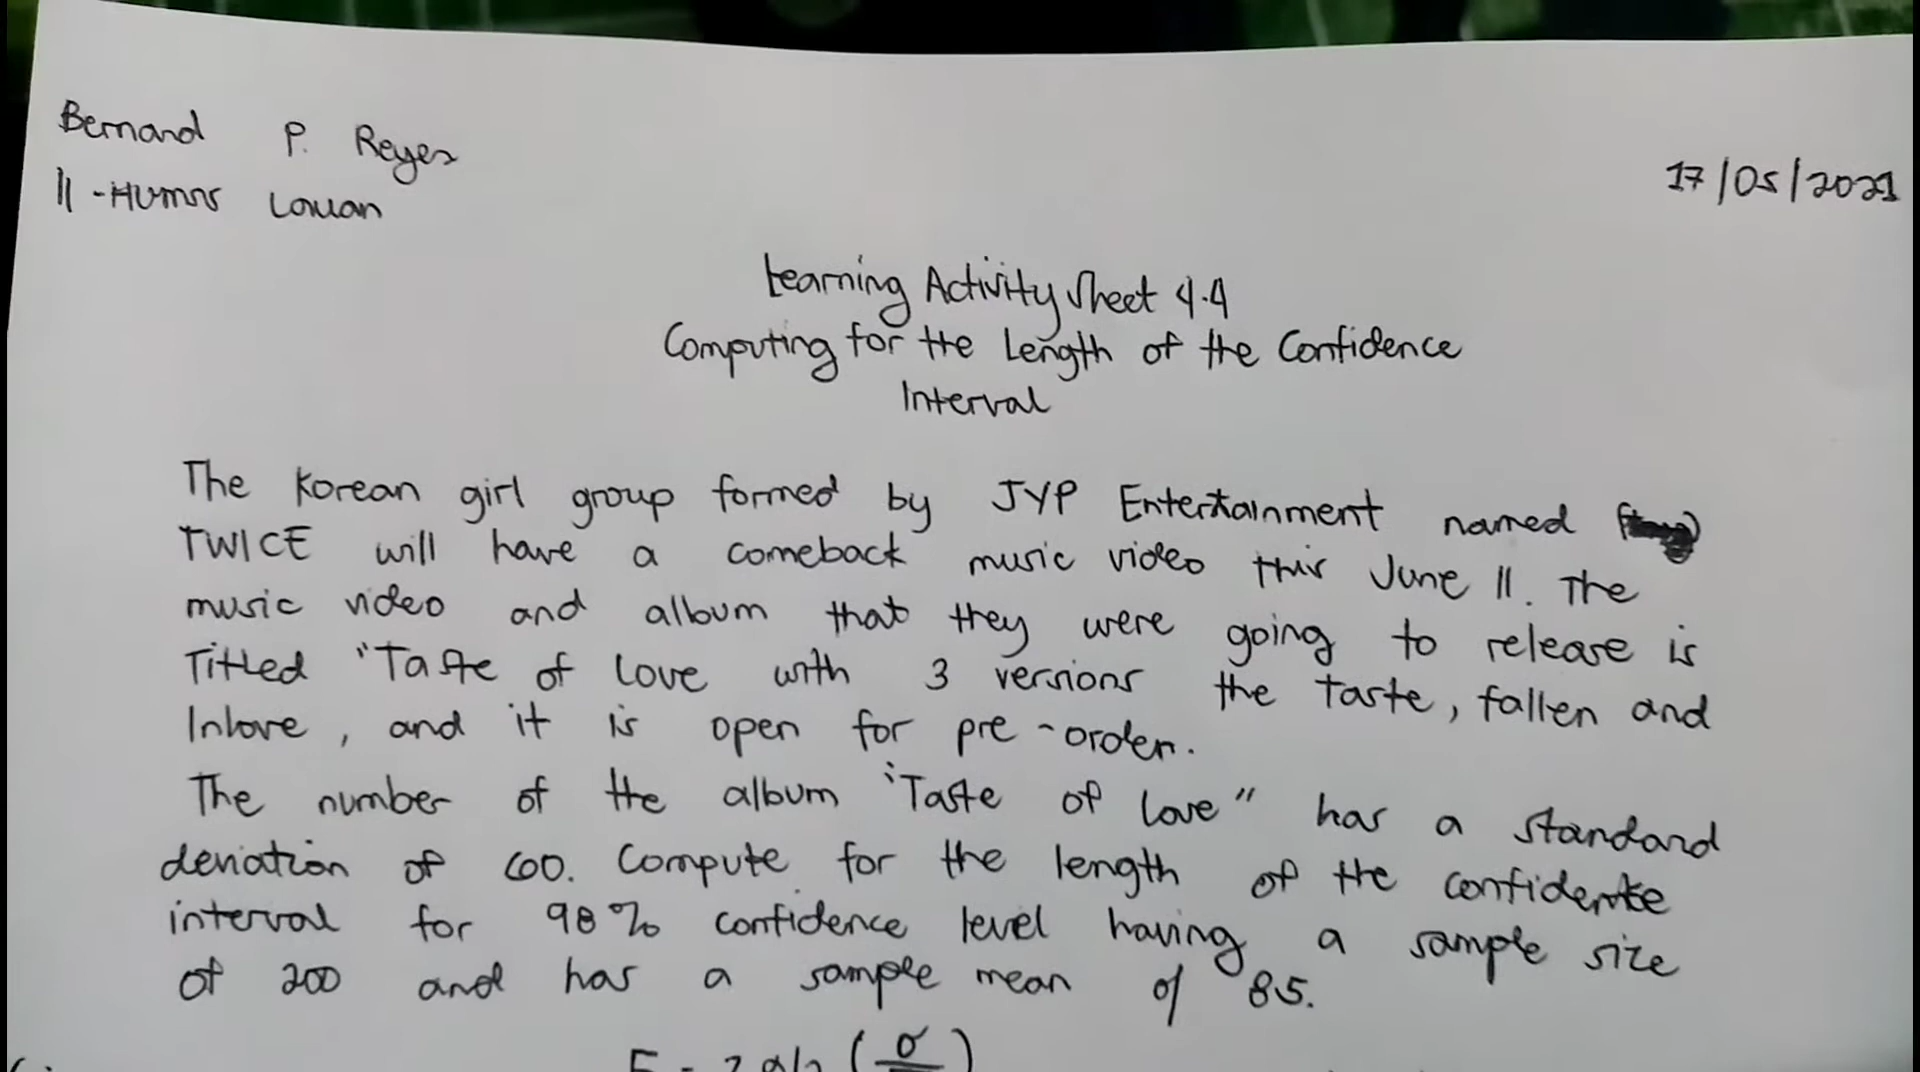 Bernard P. Reyes
11 - HUMSS
17/05/2021
Learning Activity Sheet 4.4
Computing for the Length of the Confidence
Interval
The Korean girl group formed by JYP Entertainment named
TWICE will have a comeback music video this June 11. The
music video and album that they were going to release is
Titled "Taste of Love with 3 versions the taste, fallen and
Inlove, and it is open for pre-order.
The number of the album "Taste of Love" has a standard
deviation of 600. Compute for the length of the confidence
interval for 98% confidence level having a sample size
of 200 and has a sample mean of 85.
E = Zα/2 (σ